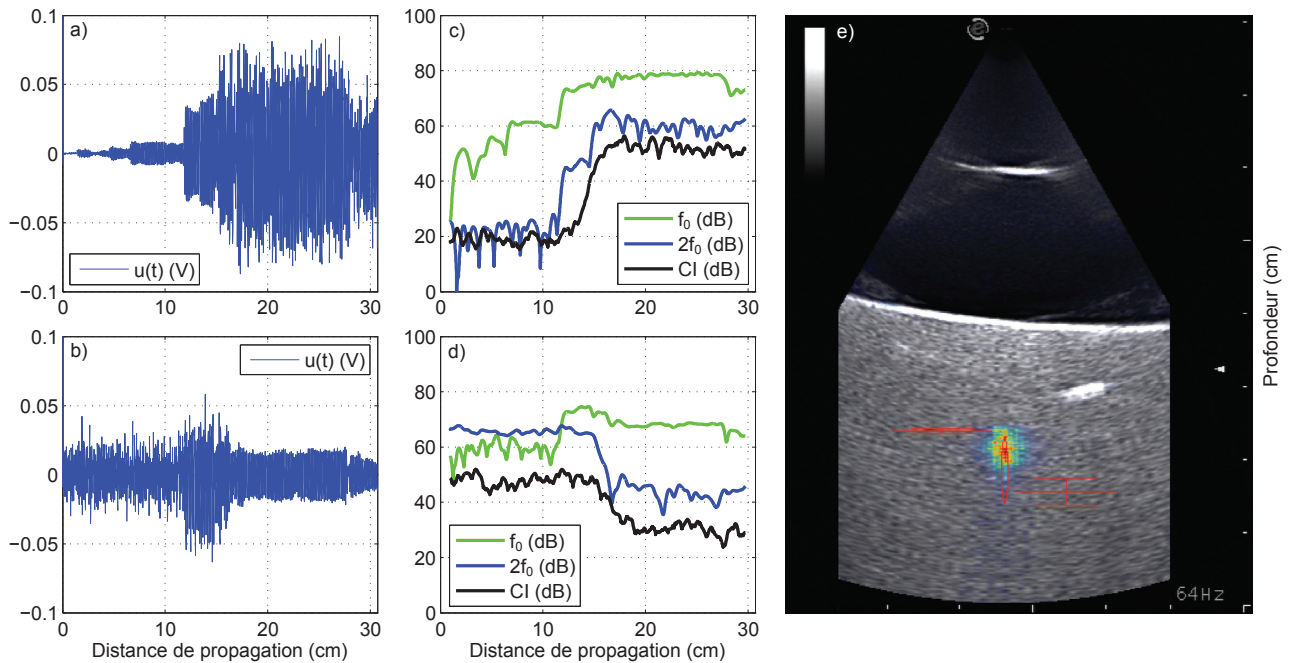 a)
0.1
0.05
0
−0.05
−0.1
0 10 20 30
u(t) (V)
b)
0.1
0.05
0
−0.05
−0.1
0 10 20 30
u(t) (V)
Distance de propagation (cm)
c)
100
80
60
40
20
0
0 10 20 30
f₀ (dB)
2f₀ (dB)
CI (dB)
d)
100
80
60
40
20
0
0 10 20 30
f₀ (dB)
2f₀ (dB)
CI (dB)
Distance de propagation (cm)
e)
64Hz
Profondeur (cm)